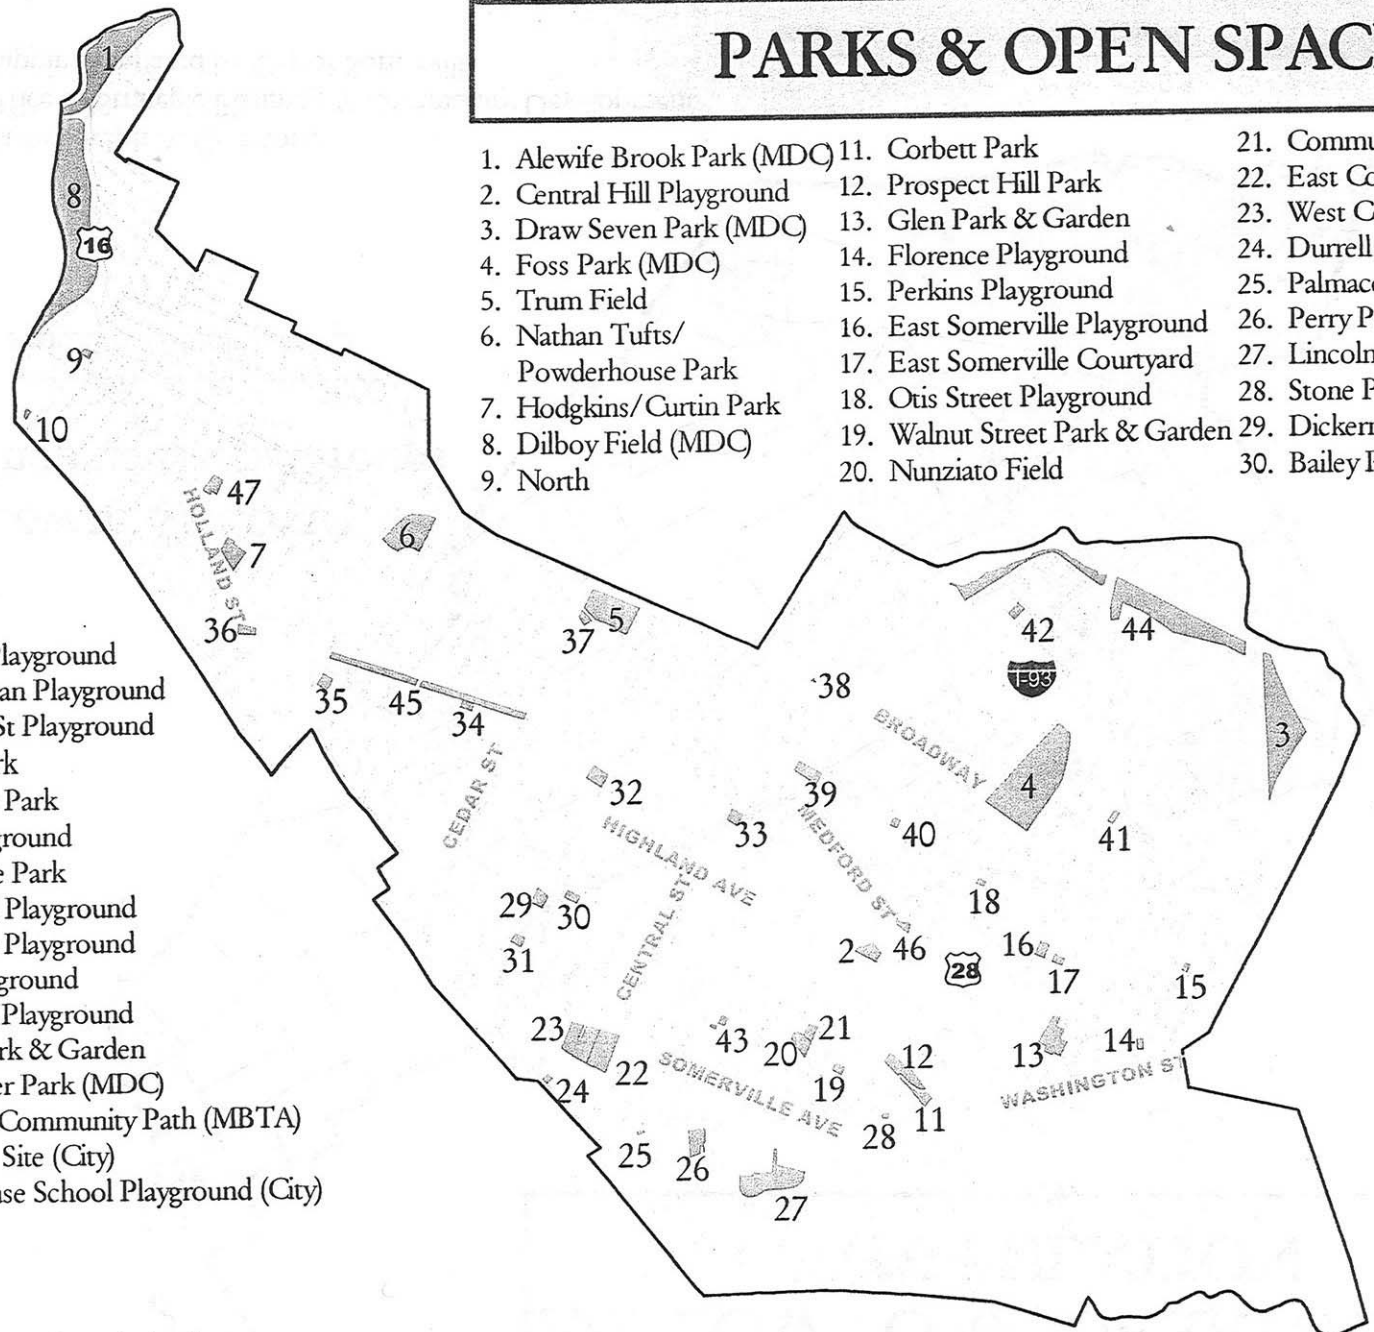 PARKS & OPEN SPAC
1. Alewife Brook Park (MDC)
2. Central Hill Playground
3. Draw Seven Park (MDC)
4. Foss Park (MDC)
5. Trum Field
6. Nathan Tufts/
Powderhouse Park
7. Hodgkins/Curtin Park
8. Dilboy Field (MDC)
9. North
11. Corbett Park
12. Prospect Hill Park
13. Glen Park & Garden
14. Florence Playground
15. Perkins Playground
16. East Somerville Playground
17. East Somerville Courtyard
18. Otis Street Playground
19. Walnut Street Park & Garden
20. Nunziato Field
21. Commu
22. East Co
23. West C
24. Durrell
25. Palmac
26. Perry P
27. Lincoln
28. Stone P
29. Dicker
30. Bailey
1
8
16
9
10
47
HOLLAND ST
7
6
36
5
37
42
44
I-93
38
35
45
34
BROADWAY
3
4
CEDAR ST
32
39
33
HIGHLAND AVE
MEDFORD ST
40
41
CENTRAL ST
29
30
18
31
2
46
28
16
17
15
23
22
43
20
21
12
13
14
24
SOMERVILLE AVE
19
11
WASHINGTON ST
28
25
26
27
layground
an Playground
St Playground
rk
Park
ground
e Park
Playground
Playground
ground
Playground
rk & Garden
er Park (MDC)
Community Path (MBTA)
Site (City)
use School Playground (City)